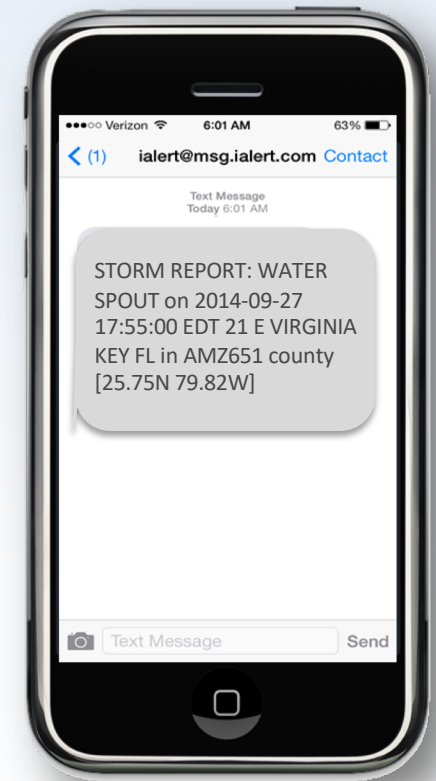 ●●●○○ Verizon 6:01 AM 63%
(1) ialert@msg.ialert.com Contact
Text Message
Today 6:01 AM
STORM REPORT: WATER
SPOUT on 2014-09-27
17:55:00 EDT 21 E VIRGINIA
KEY FL in AMZ651 county
[25.75N 79.82W]
Text Message Send